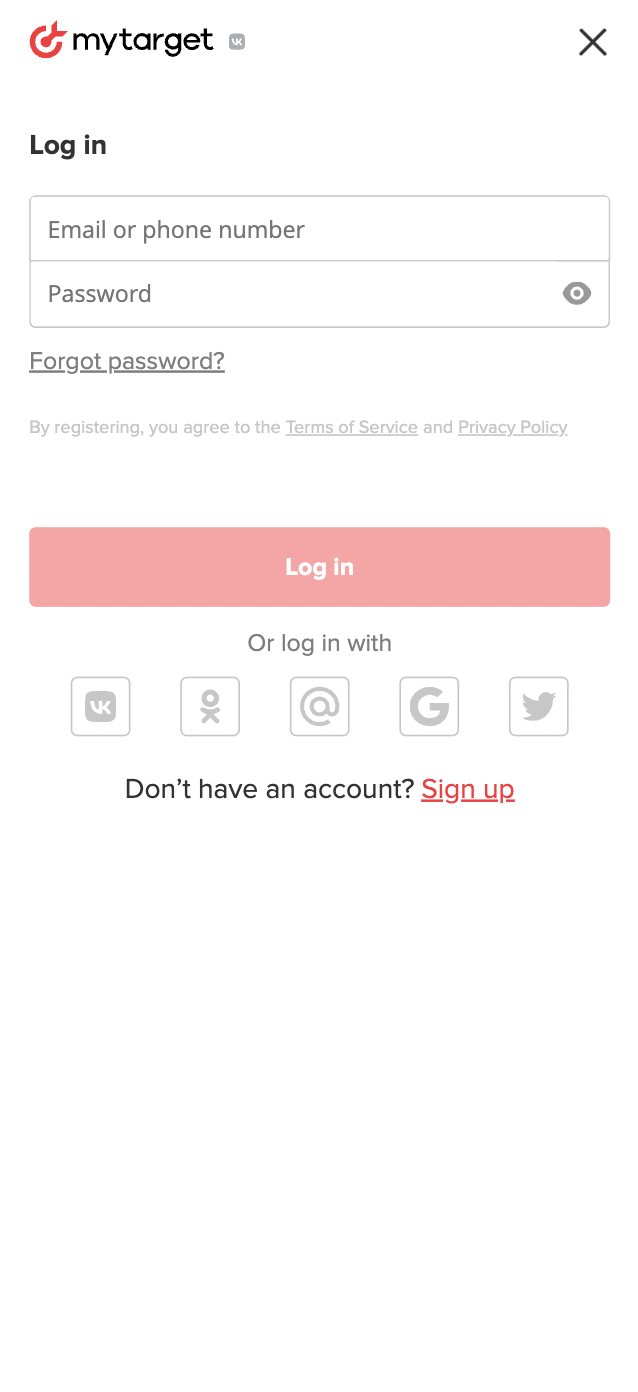 mytarget
Log in
Email or phone number
Password
Forgot password?
By registering, you agree to the Terms of Service and Privacy Policy
Log in
Or log in with
Don’t have an account? Sign up